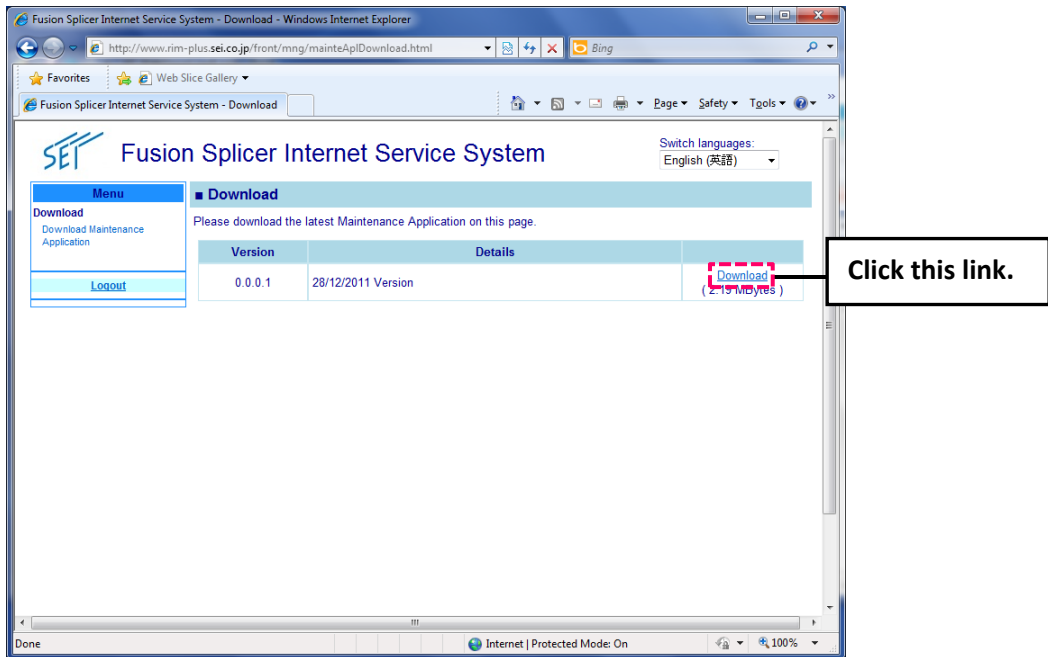 Fusion Splicer Internet Service System - Download - Windows Internet Explorer
http://www.rim-plus.sei.co.jp/front/mng/mainteAplDownload.html
Bing
Favorites
Web Slice Gallery
Fusion Splicer Internet Service System - Download
Page
Safety
Tools
SEI
Fusion Splicer Internet Service System
Switch languages:
English (英語)
Menu
Download
Download Maintenance
Application
Logout
■ Download
Please download the latest Maintenance Application on this page.
Version Details
0.0.0.1 28/12/2011 Version
Download
( 2.19 MBytes )
Click this link.
Done
Internet | Protected Mode: On
100%